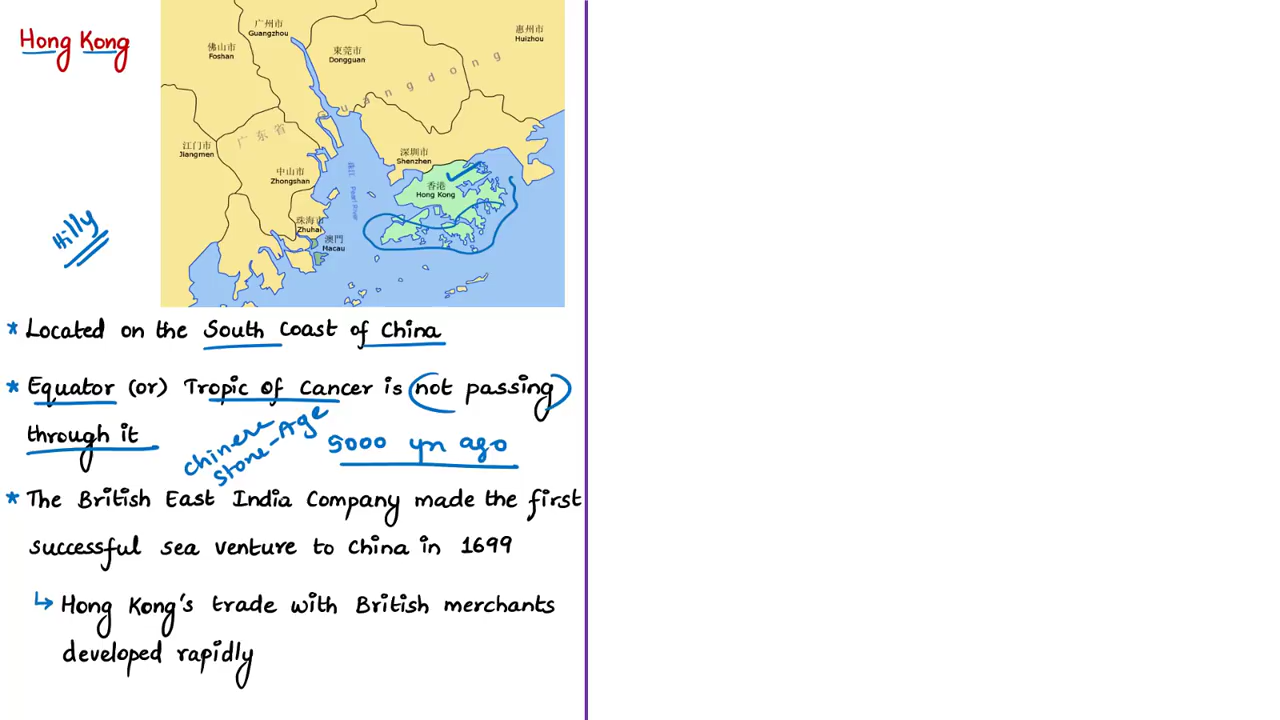 Hong Kong
广州市
Guangzhou
惠州市
Huizhou
佛山市
Foshan
東莞市
Dongguan
Guangdong
广东省
江门市
Jiangmen
深圳市
Shenzhen
中山市
Zhongshan
香港
Hong Kong
珠江 Pearl River
珠海市
Zhuhai
澳門
Macau
Hilly
* Located on the South Coast of China
* Equator (or) Tropic of Cancer is not passing
through it
Chinese
Stone-Age
5000 yrs ago
* The British East India Company made the first
successful sea venture to China in 1699
↳ Hong Kong's trade with British merchants
developed rapidly